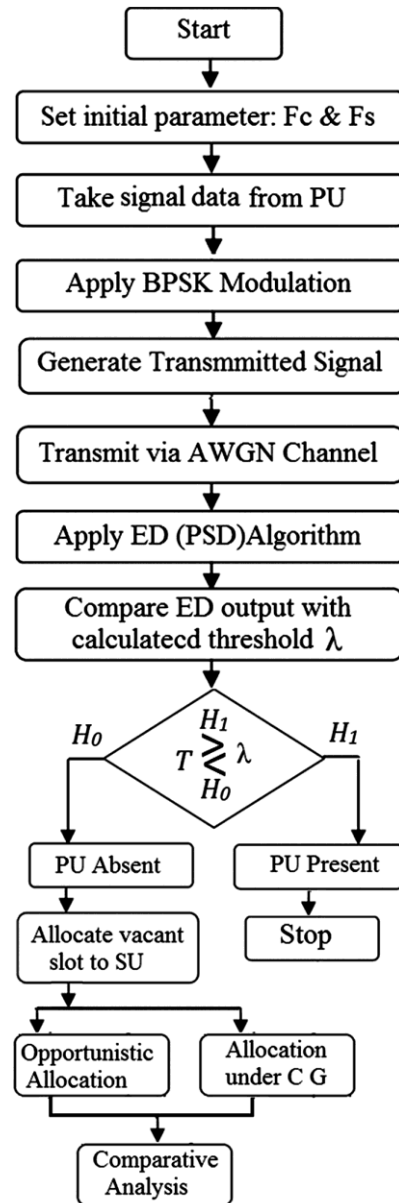 Start
Set initial parameter: Fc & Fs
Take signal data from PU
Apply BPSK Modulation
Generate Transmmitted Signal
Transmit via AWGN Channel
Apply ED (PSD)Algorithm
Compare ED output with
calculatecd threshold λ
H₀
H₁
H₁
T ≷ λ
H₀
PU Absent
PU Present
Allocate vacant
slot to SU
Stop
Opportunistic
Allocation
Allocation
under C G
Comparative
Analysis